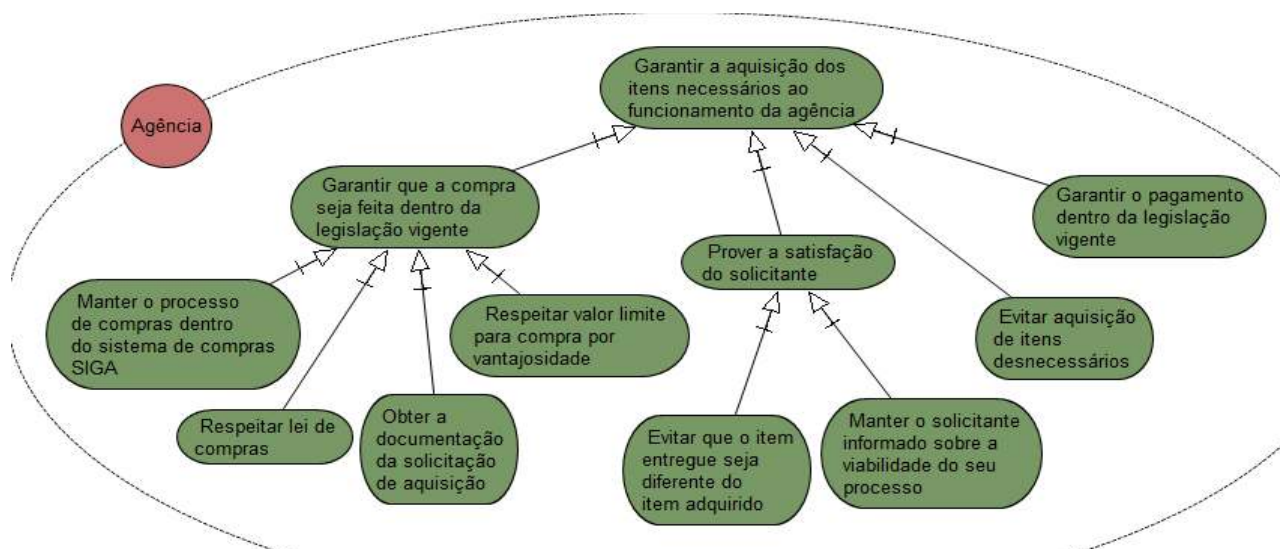 Garantir a aquisição dos
itens necessários ao
funcionamento da agência
Agência
Garantir que a compra
seja feita dentro da
legislação vigente
Garantir o pagamento
dentro da legislação
vigente
Prover a satisfação
do solicitante
Manter o processo
de compras dentro
do sistema de compras
SIGA
Respeitar valor limite
para compra por
vantajosidade
Evitar aquisição
de itens
desnecessários
Respeitar lei de
compras
Obter a
documentação
da solicitação
de aquisição
Evitar que o item
entregue seja
diferente do
item adquirido
Manter o solicitante
informado sobre a
viabilidade do seu
processo